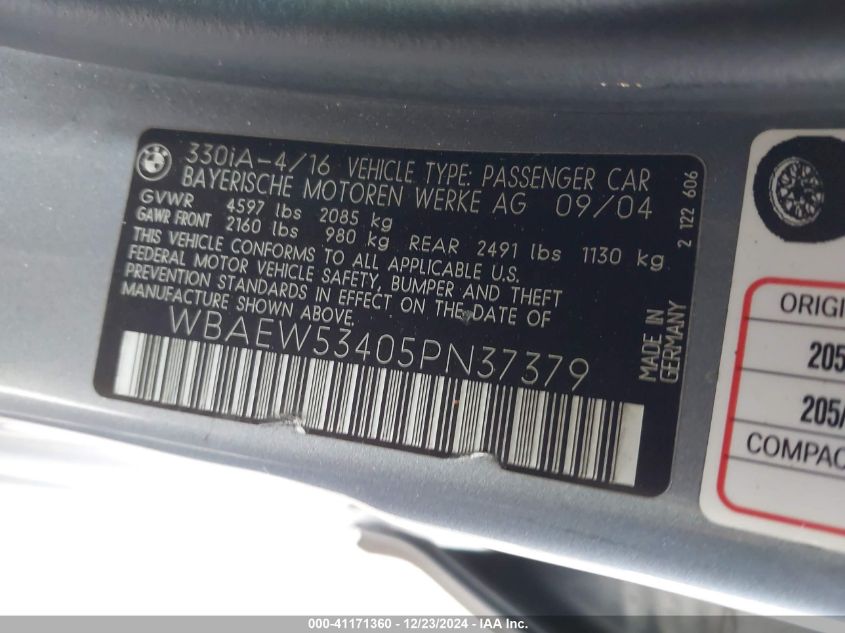 330iA-4/16 VEHICLE TYPE: PASSENGER CAR
BAYERISCHE MOTOREN WERKE AG 09/04
GVWR 4597 lbs 2085 kg
GAWR FRONT 2160 lbs 980 kg REAR 2491 lbs 1130 kg
THIS VEHICLE CONFORMS TO ALL APPLICABLE U.S.
FEDERAL MOTOR VEHICLE SAFETY, BUMPER AND THEFT
PREVENTION STANDARDS IN EFFECT ON THE DATE OF
MANUFACTURE SHOWN ABOVE.
WBAEW53405PN37379
MADE IN
GERMANY
2 122 606
ORIGI
205
205/
COMPAC
000-41171360 - 12/23/2024 - IAAI.COM